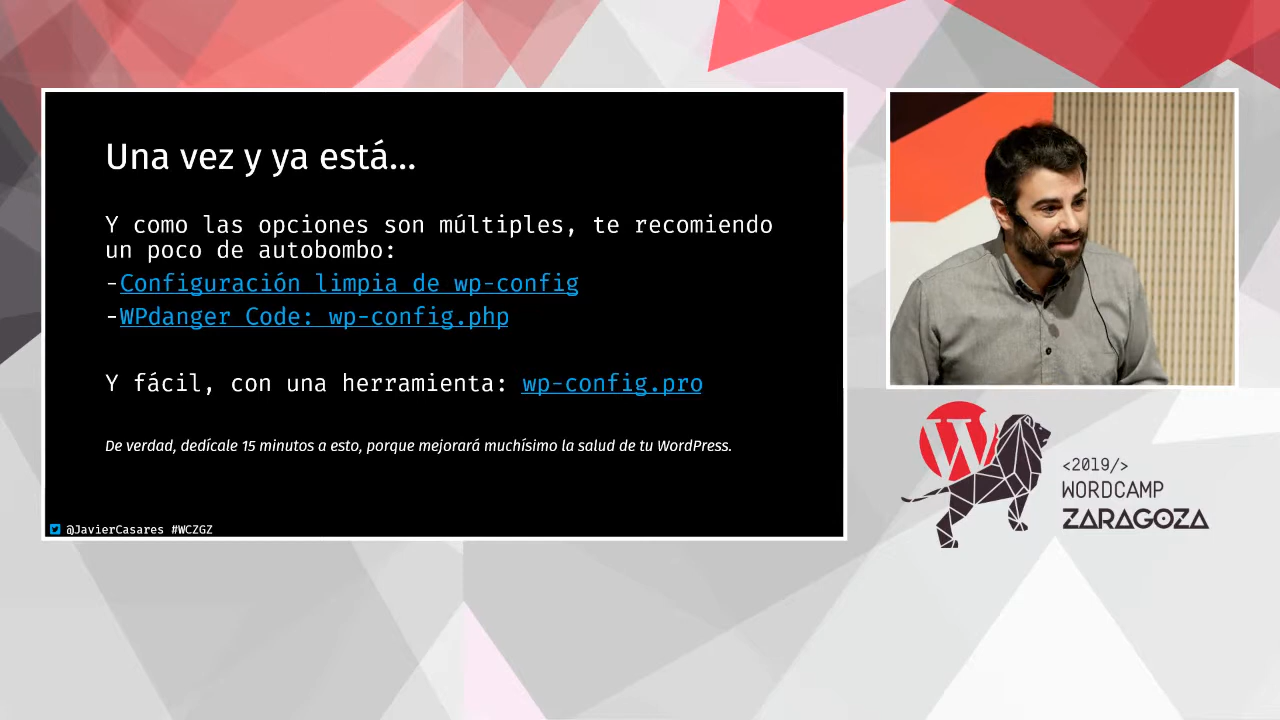 Una vez y ya está...
Y como las opciones son múltiples, te recomiendo
un poco de autobombo:
-Configuración limpia de wp-config
-WPdanger Code: wp-config.php
Y fácil, con una herramienta: wp-config.pro
De verdad, dedícale 15 minutos a esto, porque mejorará muchísimo la salud de tu WordPress.
@JavierCasares #WCZGZ
W
<2019/>
WORDCAMP
ZARAGOZA